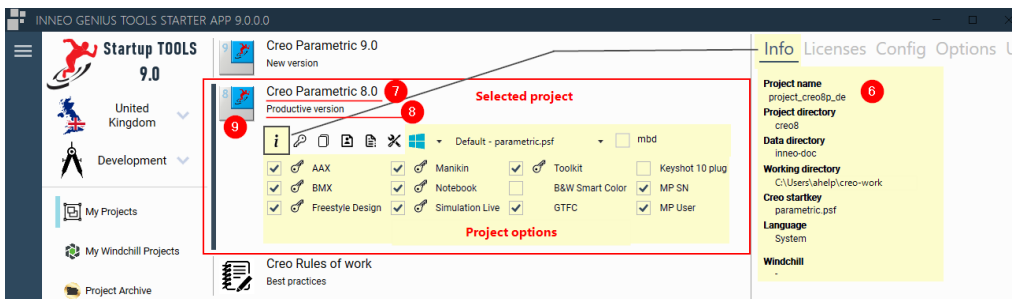 INNEO GENIUS TOOLS STARTER APP 9.0.0.0
Startup TOOLS
9.0
United
Kingdom
Development
My Projects
My Windchill Projects
Project Archive
9
Creo Parametric 9.0
New version
8
Creo Parametric 8.0
7
Selected project
Productive version
8
9
i
Default - parametric.psf
mbd
AAX
Manikin
Toolkit
Keyshot 10 plug
BMX
Notebook
B&W Smart Color
MP SN
Freestyle Design
Simulation Live
GTFC
MP User
Project options
Creo Rules of work
Best practices
Info Licenses Config Options
Project name
project_creo8p_de
6
Project directory
creo8
Data directory
inneo-doc
Working directory
C:\Users\ahelp\creo-work
Creo startkey
parametric.psf
Language
System
Windchill
-